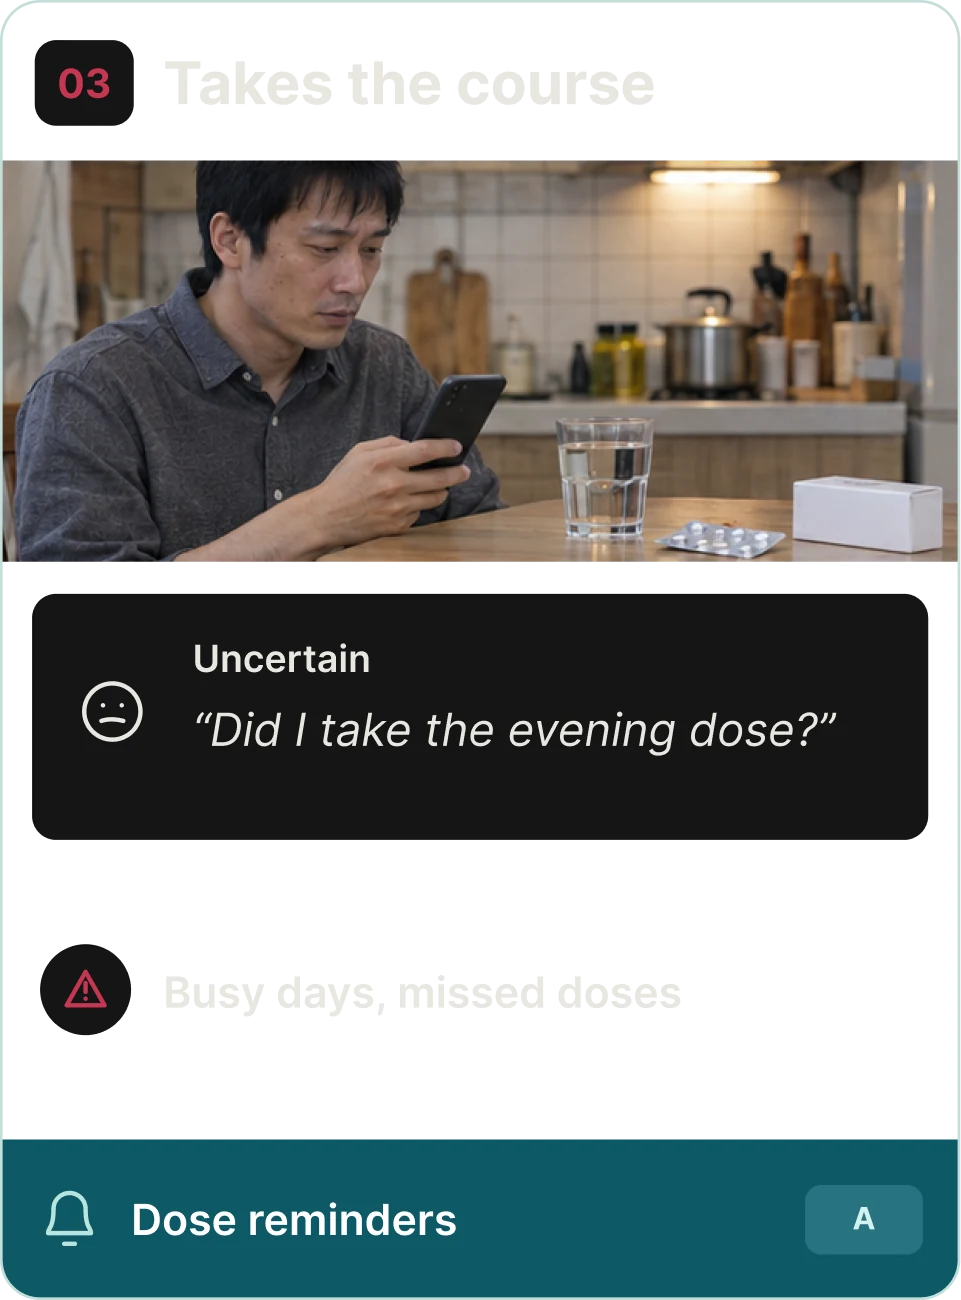 03
Takes the course
Uncertain
“Did I take the evening dose?”
Busy days, missed doses
Dose reminders
A